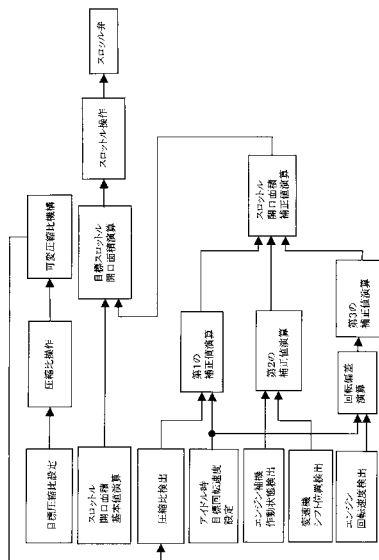 目標圧縮比設定
圧縮比操作
可変圧縮比機構
スロットル
開口面積
基本値演算
目標スロットル
開口面積演算
スロットル操作
スロットル弁
圧縮比検出
アイドル時
目標回転速度
設定
第1の
補正値演算
エンジン補機
作動状態検出
変速機
シフト位置検出
第2の
補正値演算
スロットル
開口面積
補正値演算
エンジン
回転速度検出
回転偏差
演算
第3の
補正値演算